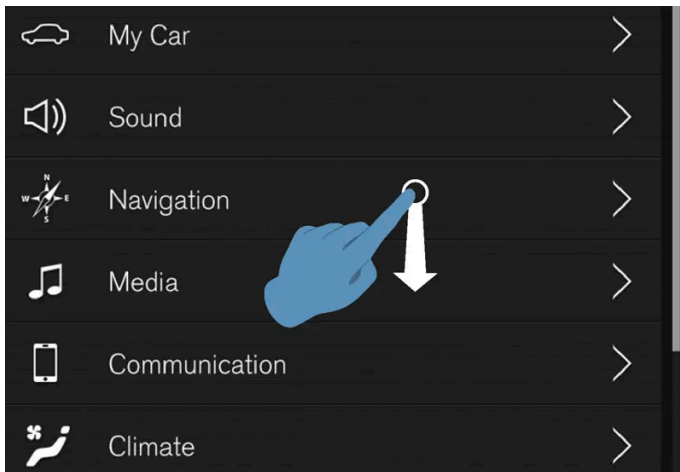 My Car
Sound
N
W E
S
Navigation
Media
Communication
Climate